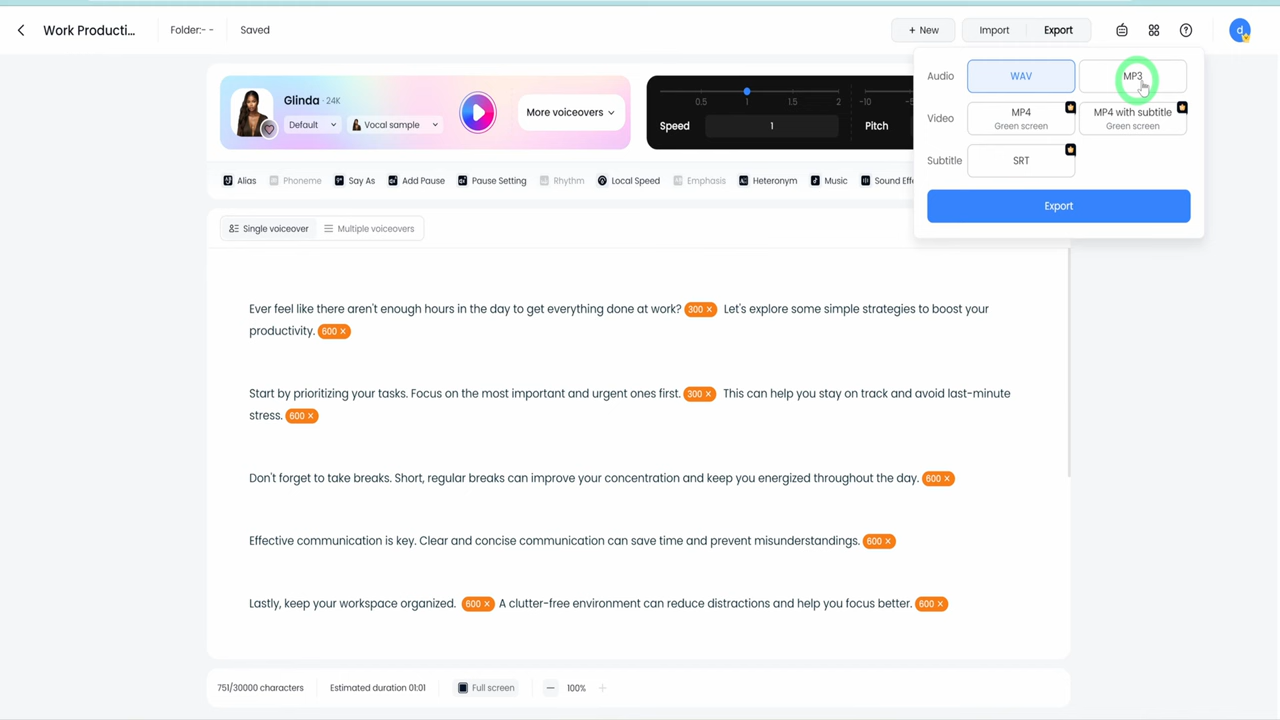 Work Producti...
Folder:- -
Saved
+ New
Import
Export
d
Audio
WAV
MP3
Video
MP4
Green screen
MP4 with subtitle
Green screen
Subtitle
SRT
Export
Glinda · 24K
Default
Vocal sample
More voiceovers
0.5 1 1.5 2
Speed
1
-10
Pitch
Alias
Phoneme
Say As
Add Pause
Pause Setting
Rhythm
Local Speed
Emphasis
Heteronym
Music
Sound Eff
Single voiceover
Multiple voiceovers
Ever feel like there aren't enough hours in the day to get everything done at work? 300 × Let's explore some simple strategies to boost your
productivity. 600 ×
Start by prioritizing your tasks. Focus on the most important and urgent ones first. 300 × This can help you stay on track and avoid last-minute
stress. 600 ×
Don't forget to take breaks. Short, regular breaks can improve your concentration and keep you energized throughout the day. 600 ×
Effective communication is key. Clear and concise communication can save time and prevent misunderstandings. 600 ×
Lastly, keep your workspace organized. 600 × A clutter-free environment can reduce distractions and help you focus better. 600 ×
751/30000 characters
Estimated duration 01:01
Full screen
— 100% +